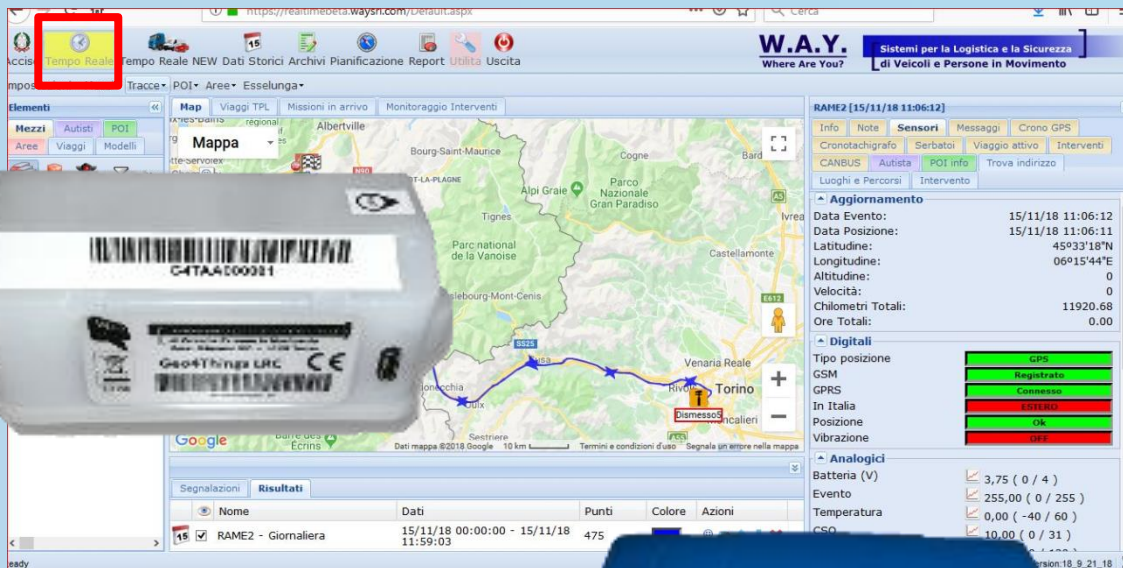 https://realtimebeta.waysrl.com/Default.aspx
Cerca
Tempo Reale
Tempo Reale NEW
Dati Storici
Archivi
Pianificazione
Report
Utilita
Uscita
W.A.Y.
Where Are You?
Sistemi per la Logistica e la Sicurezza
di Veicoli e Persone in Movimento
Tracce
POI
Aree
Esselunga
Elementi
Mezzi
Autisti
POI
Aree
Viaggi
Modelli
Map
Viaggi TPL
Missioni in arrivo
Monitoraggio Interventi
Mappa
Albertville
Bourg-Saint-Maurice
Cogne
Bard
Alpi Graie
Parco
Nazionale
Gran Paradiso
A5
Ivrea
Tignes
Parc national
de la Vanoise
Castellamonte
E612
SS25
Venaria Reale
Torino
Dismesso5
Sestriere
Google
Dati mappa ©2018 Google
10 km
Termini e condizioni d'uso
Segnala un errore nella mappa
Geo4Things LRC
CE
Segnalazioni
Risultati
Nome
Dati
Punti
Colore
Azioni
15
RAME2 - Giornaliera
15/11/18 00:00:00 - 15/11/18
11:59:03
475
RAME2 [15/11/18 11:06:12]
Info
Note
Sensori
Messaggi
Crono GPS
Cronotachigrafo
Serbatoi
Viaggio attivo
Interventi
CANBUS
Autista
POI info
Trova indirizzo
Luoghi e Percorsi
Intervento
Aggiornamento
Data Evento: 15/11/18 11:06:12
Data Posizione: 15/11/18 11:06:11
Latitudine: 45º33'18"N
Longitudine: 06º15'44"E
Altitudine: 0
Velocità: 0
Chilometri Totali: 11920.68
Ore Totali: 0.00
Digitali
Tipo posizione GPS
GSM Registrato
GPRS Connesso
In Italia ESTERO
Posizione Ok
Vibrazione OFF
Analogici
Batteria (V) 3,75 ( 0 / 4 )
Evento 255,00 ( 0 / 255 )
Temperatura 0,00 ( -40 / 60 )
CSQ 10,00 ( 0 / 31 )